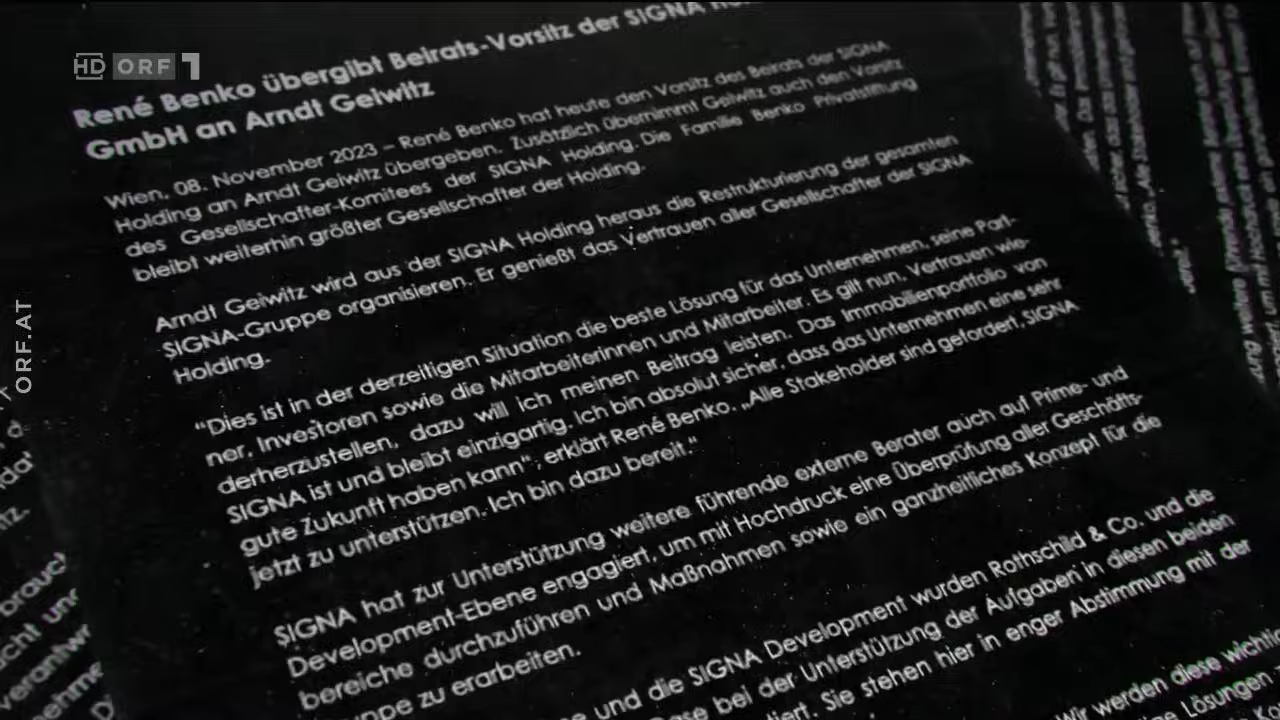 HD ORF 1
ORF.AT
René Benko übergibt Beirats-Vorsitz der SIGNA
GmbH an Arndt Geiwitz
Wien, 08. November 2023 – René Benko hat heute den Vorsitz des Beirats der SIGNA
Holding an Arndt Geiwitz übergeben. Zusätzlich übernimmt Geiwitz auch den Vorsitz
des Gesellschafter-Komitees der SIGNA Holding. Die Familie Benko Privatstiftung
bleibt weiterhin größter Gesellschafter der Holding.
Arndt Geiwitz wird aus der SIGNA Holding heraus die Restrukturierung der gesamten
SIGNA-Gruppe organisieren. Er genießt das Vertrauen aller Gesellschafter der SIGNA
Holding.
“Dies ist in der derzeitigen Situation die beste Lösung für das Unternehmen, seine Part-
ner, Investoren sowie die Mitarbeiterinnen und Mitarbeiter. Es gilt nun, Vertrauen wie-
derherzustellen, dazu will ich meinen Beitrag leisten. Das Immobilienportfolio von
SIGNA ist und bleibt einzigartig. Ich bin absolut sicher, dass das Unternehmen eine sehr
gute Zukunft haben kann“, erklärt René Benko. „Alle Stakeholder sind gefordert, SIGNA
jetzt zu unterstützen. Ich bin dazu bereit.“
SIGNA hat zur Unterstützung weitere führende externe Berater auch auf Prime- und
Development-Ebene engagiert, um mit Hochdruck eine Überprüfung aller Geschäfts-
bereiche durchzuführen und Maßnahmen sowie ein ganzheitliches Konzept für die
zu erarbeiten.
und die SIGNA Development wurden Rothschild & Co. und die
bei der Unterstützung der Aufgaben in diesen beiden
Sie stehen hier in enger Abstimmung mit der
Wir werden diese
Lösungen